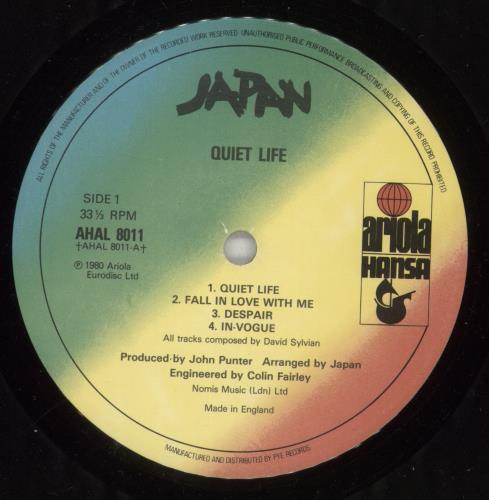 ALL RIGHTS OF THE MANUFACTURER AND OF THE OWNER OF THE RECORDED WORK RESERVED · UNAUTHORISED PUBLIC PERFORMANCE BROADCASTING AND COPYING OF THIS RECORD PROHIBITED
JAPAN
QUIET LIFE
SIDE 1
33⅓ RPM
AHAL 8011
†AHAL 8011-A†
℗ 1980 Ariola
Eurodisc Ltd
ariola
HANSA
1. QUIET LIFE
2. FALL IN LOVE WITH ME
3. DESPAIR
4. IN-VOGUE
All tracks composed by David Sylvian
Produced by John Punter Arranged by Japan
Engineered by Colin Fairley
Nomis Music (Ldn) Ltd
Made in England
MANUFACTURED AND DISTRIBUTED BY PYE RECORDS